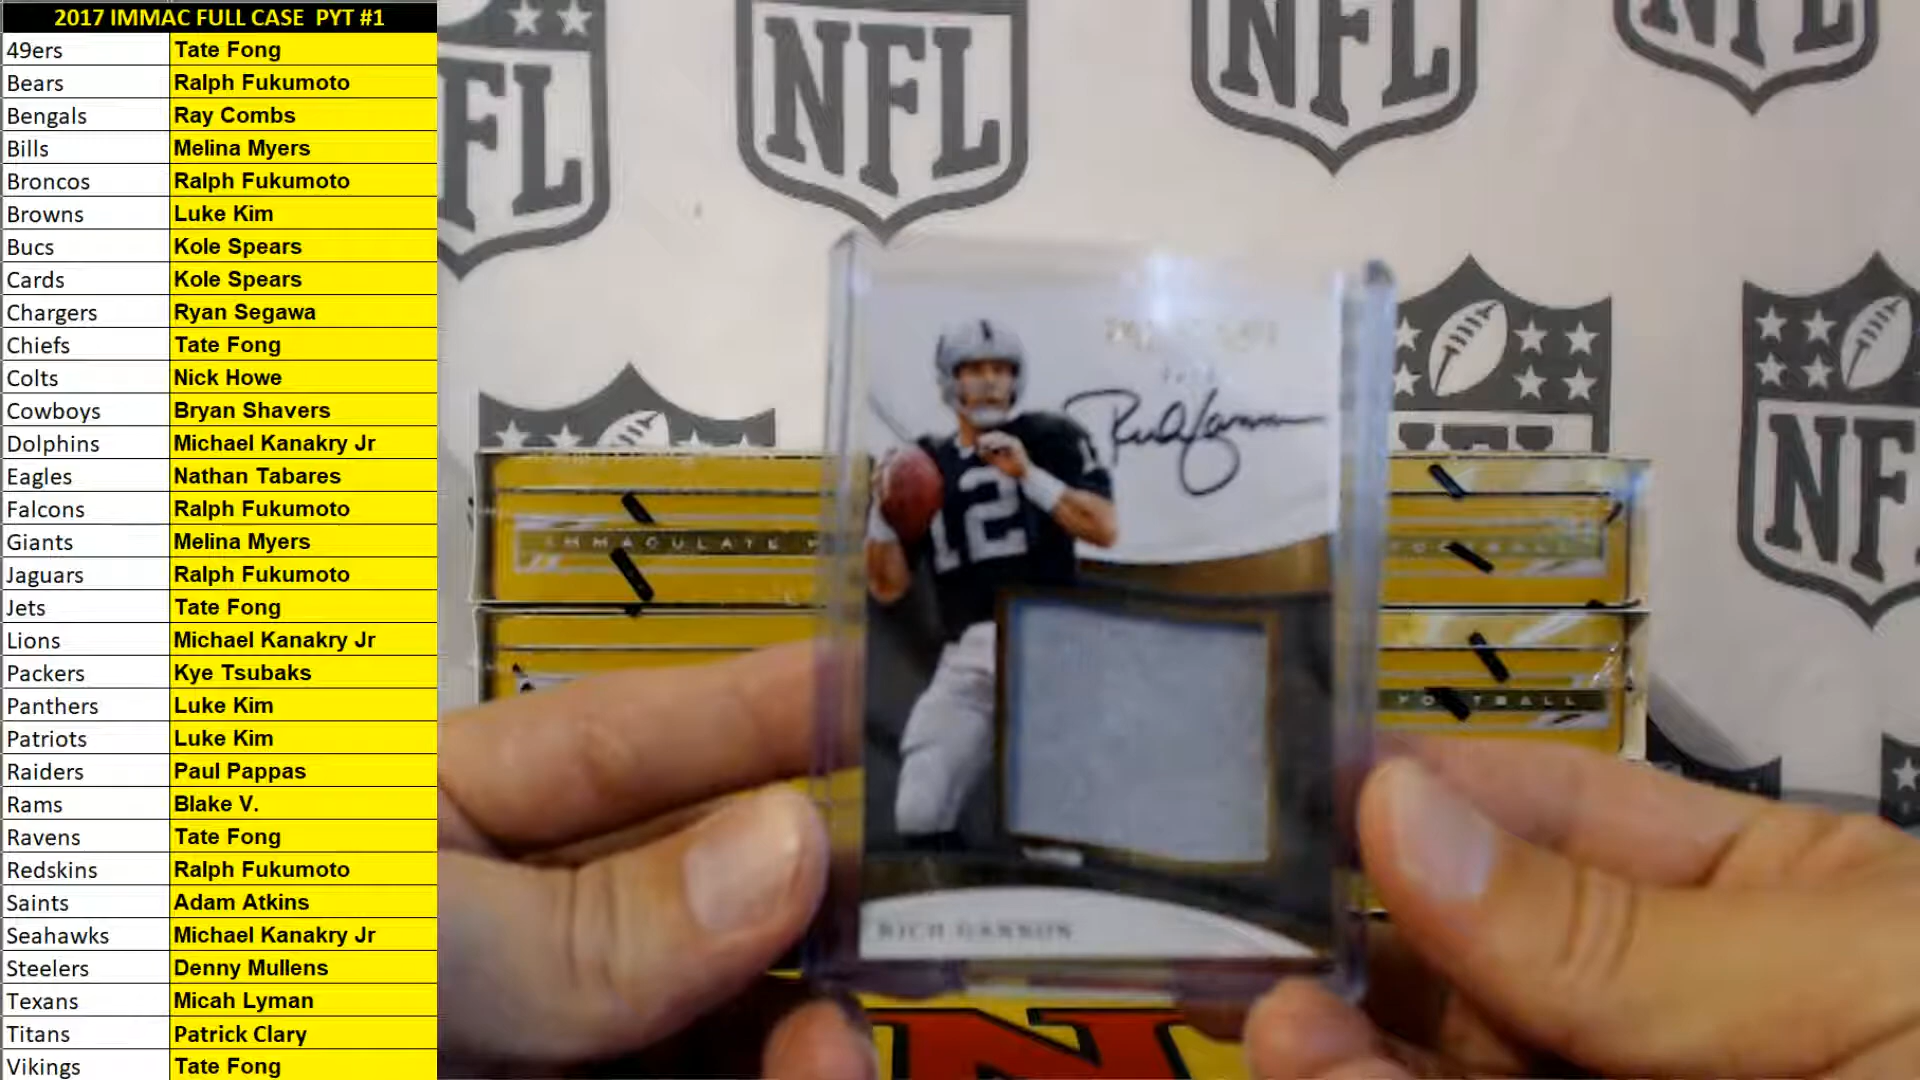 2017 IMMAC FULL CASE PYT #1
49ers Tate Fong
Bears Ralph Fukumoto
Bengals Ray Combs
Bills Melina Myers
Broncos Ralph Fukumoto
Browns Luke Kim
Bucs Kole Spears
Cards Kole Spears
Chargers Ryan Segawa
Chiefs Tate Fong
Colts Nick Howe
Cowboys Bryan Shavers
Dolphins Michael Kanakry Jr
Eagles Nathan Tabares
Falcons Ralph Fukumoto
Giants Melina Myers
Jaguars Ralph Fukumoto
Jets Tate Fong
Lions Michael Kanakry Jr
Packers Kye Tsubaks
Panthers Luke Kim
Patriots Luke Kim
Raiders Paul Pappas
Rams Blake V.
Ravens Tate Fong
Redskins Ralph Fukumoto
Saints Adam Atkins
Seahawks Michael Kanakry Jr
Steelers Denny Mullens
Texans Micah Lyman
Titans Patrick Clary
Vikings Tate Fong
NFL
NFL
NFL
12
IMMACULATE
FOOTBALL
RICH GANNON